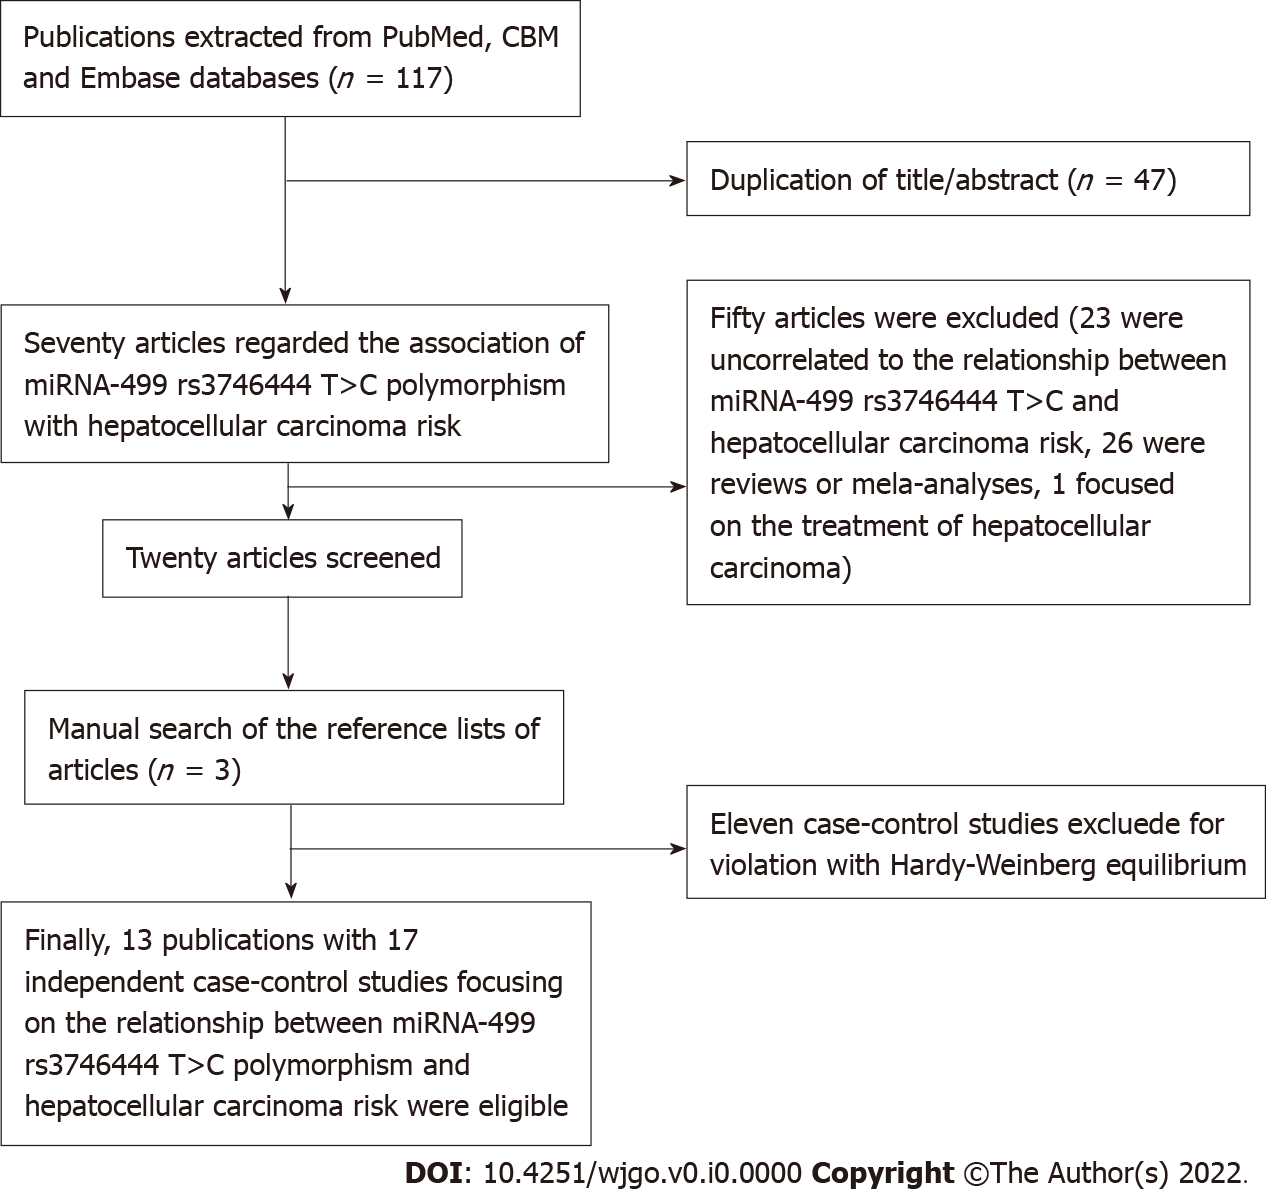 Publications extracted from PubMed, CBM
and Embase databases (n = 117)
Duplication of title/abstract (n = 47)
Seventy articles regarded the association of
miRNA-499 rs3746444 T>C polymorphism
with hepatocellular carcinoma risk
Fifty articles were excluded (23 were
uncorrelated to the relationship between
miRNA-499 rs3746444 T>C and
hepatocellular carcinoma risk, 26 were
reviews or mela-analyses, 1 focused
on the treatment of hepatocellular
carcinoma)
Twenty articles screened
Manual search of the reference lists of
articles (n = 3)
Eleven case-control studies excluede for
violation with Hardy-Weinberg equilibrium
Finally, 13 publications with 17
independent case-control studies focusing
on the relationship between miRNA-499
rs3746444 T>C polymorphism and
hepatocellular carcinoma risk were eligible
DOI: 10.4251/wjgo.v0.i0.0000 Copyright ©The Author(s) 2022.